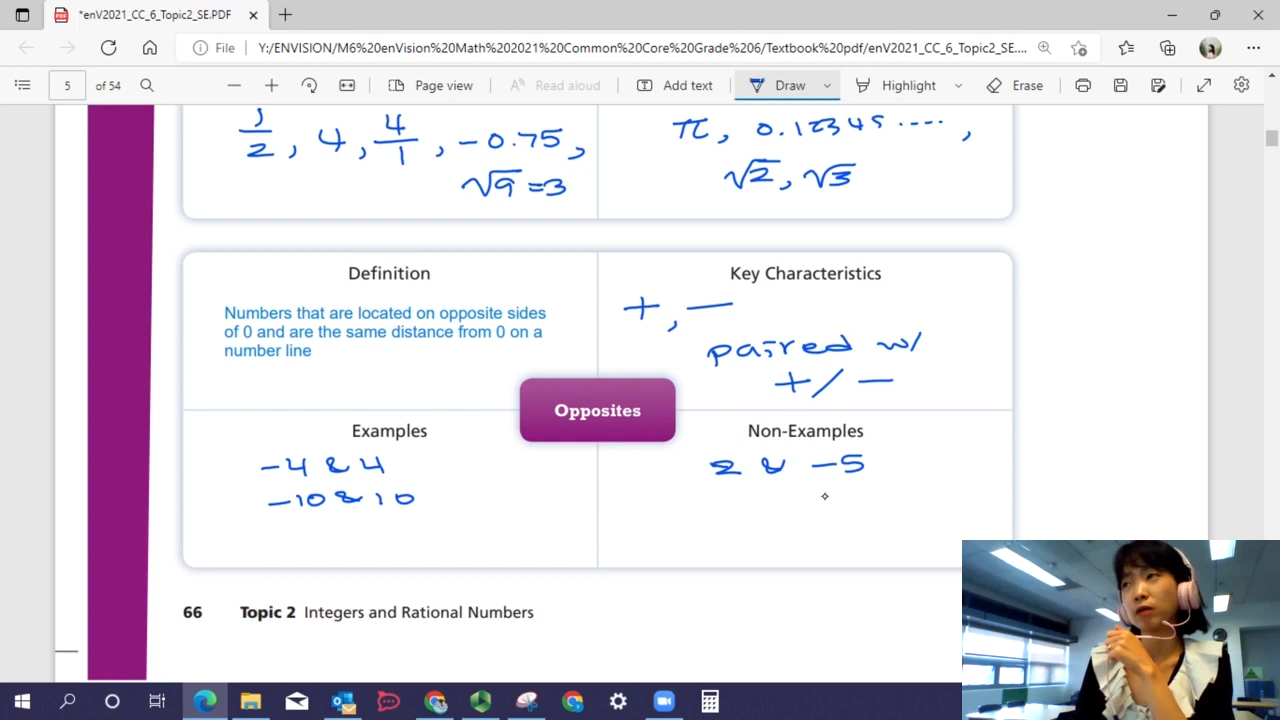 *enV2021_CC_6_Topic2_SE.PDF
File
Y:/ENVISION/M6%20enVision%20Math%202021%20Common%20Core%20Grade%206/Textbook%20pdf/enV2021_CC_6_Topic2_SE....
5 of 54
Page view
Read aloud
Add text
Draw
Highlight
Erase
1/2, 4, 4/1, -0.75,
√9 = 3
π, 0.12345....,
√2, √3
Definition
Numbers that are located on opposite sides
of 0 and are the same distance from 0 on a
number line
Key Characteristics
+, —
paired w/
+/—
Opposites
Examples
-4 & 4
-10 & 10
Non-Examples
2 & -5
66 Topic 2 Integers and Rational Numbers